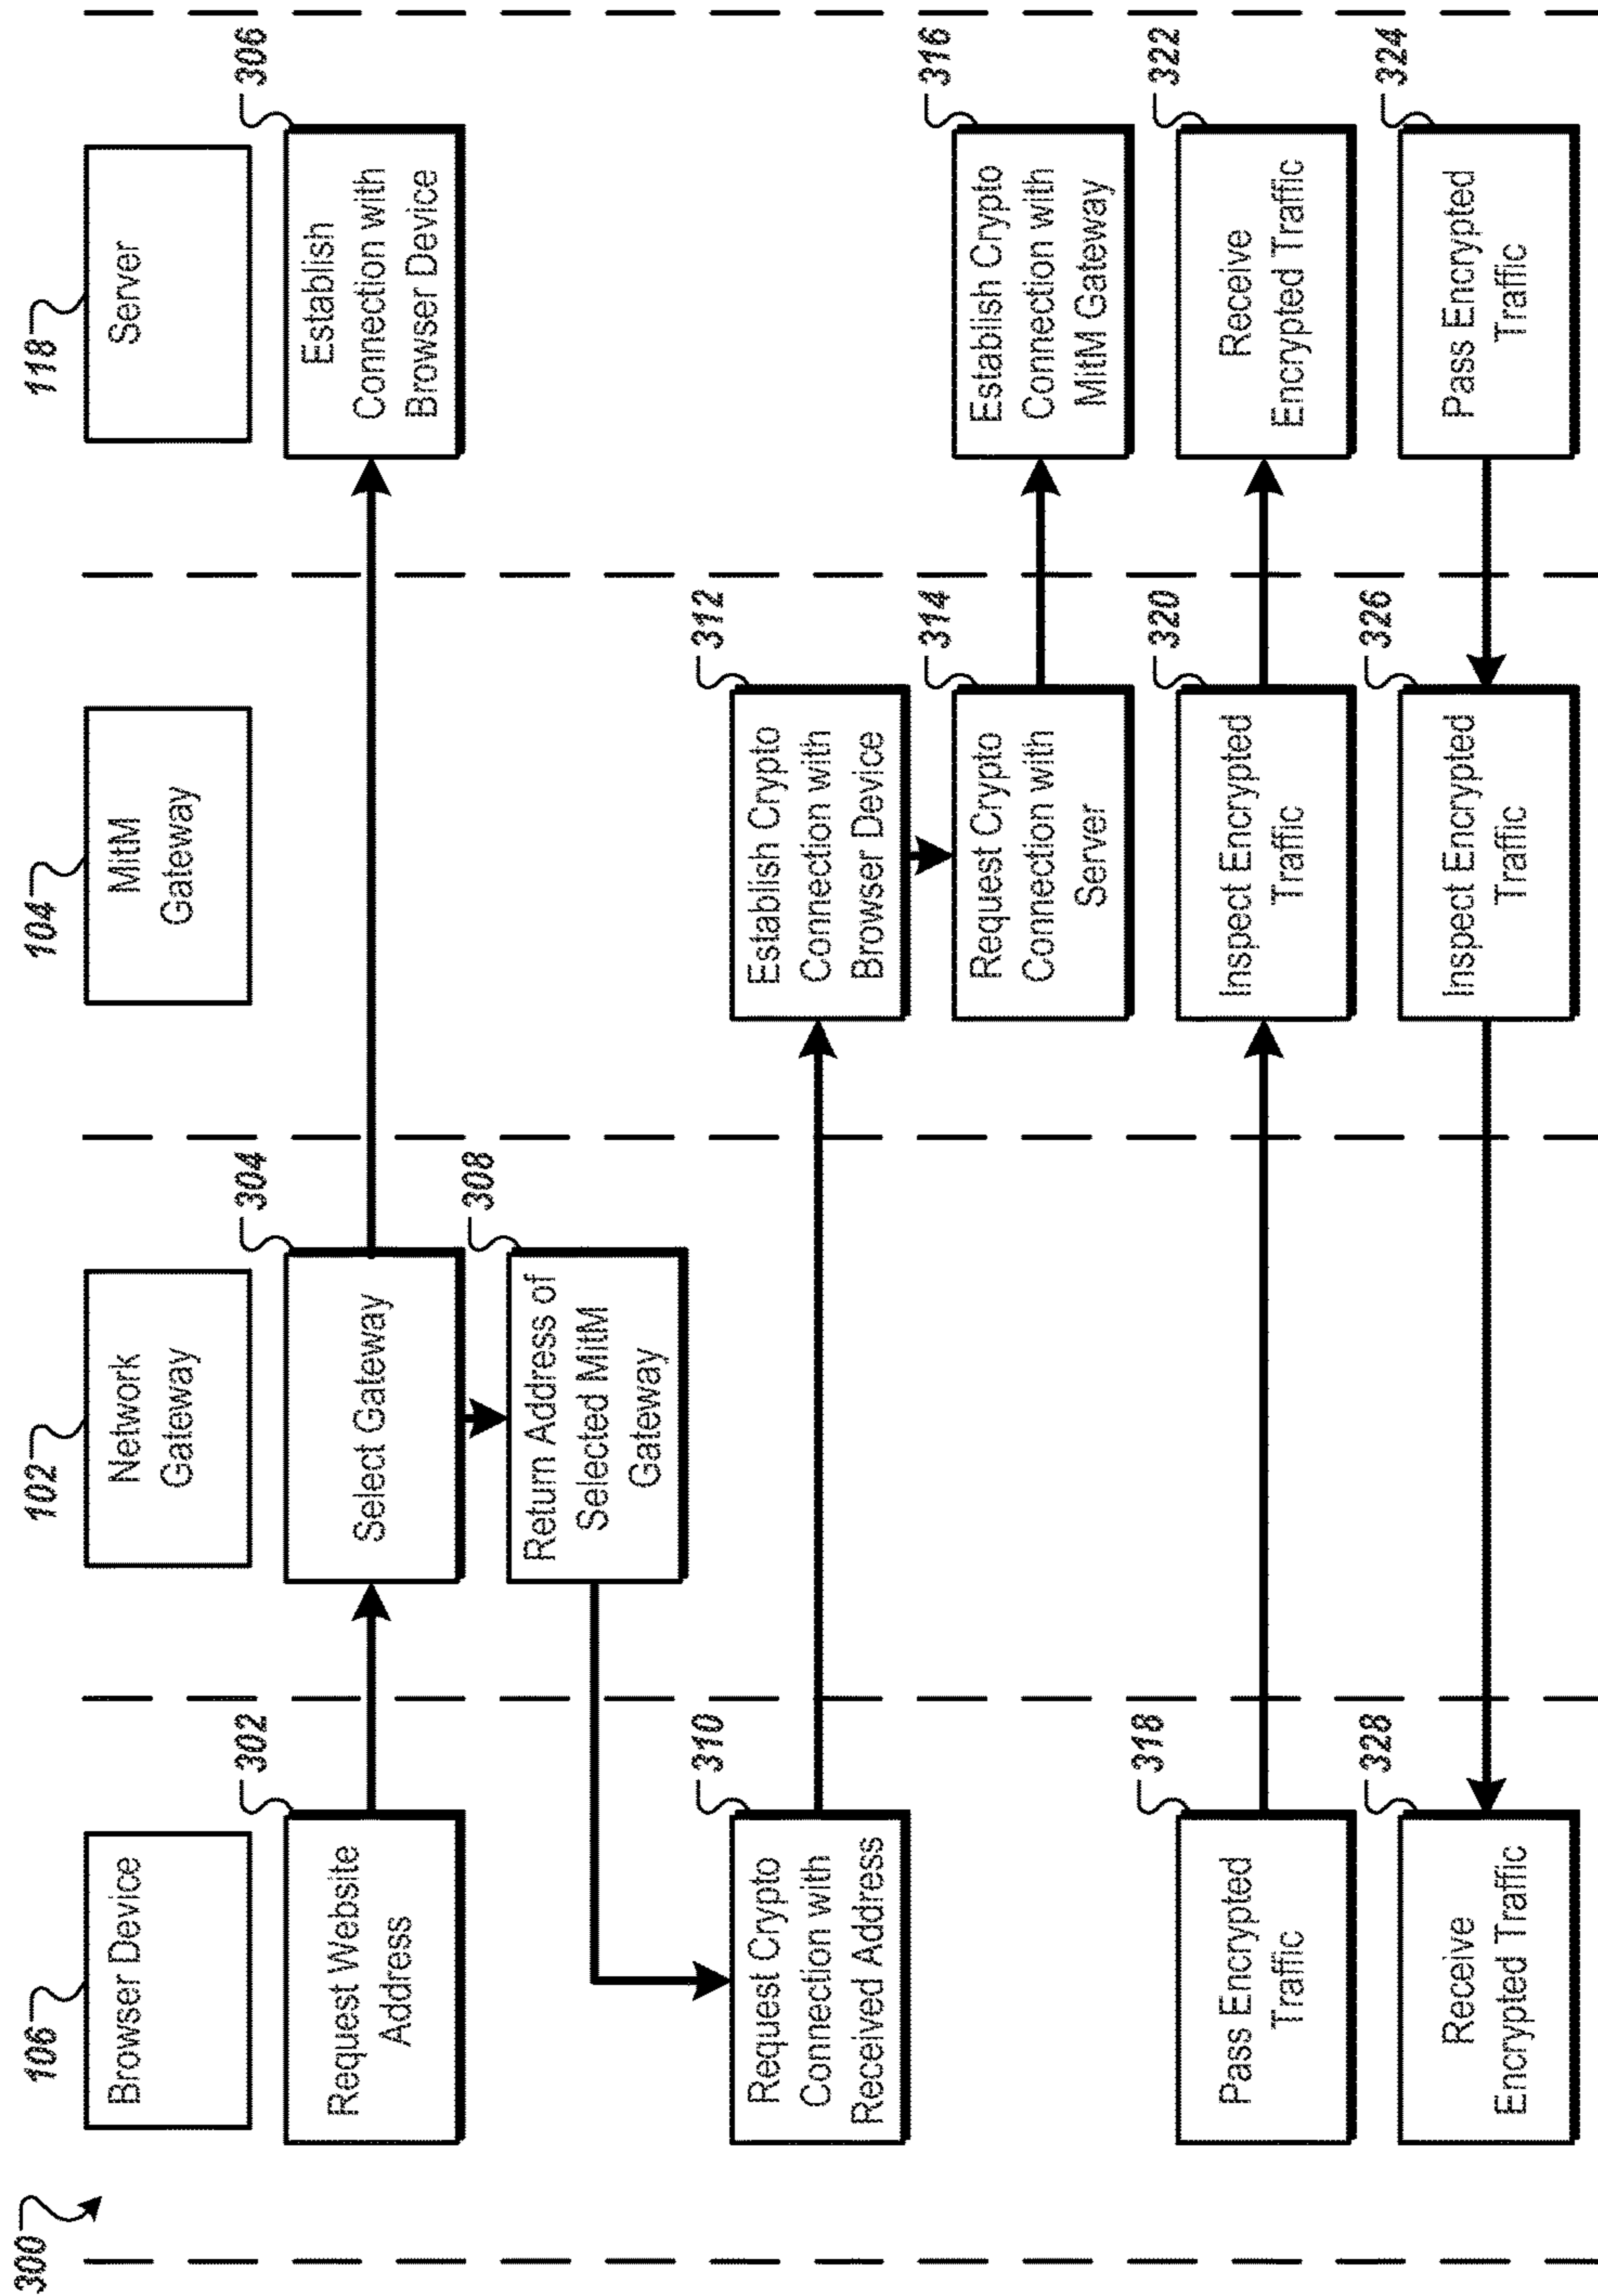 300
106
Browser Device
102
Network
Gateway
104
MitM
Gateway
118
Server
302
Request Website
Address
304
Select Gateway
306
Establish
Connection with
Browser Device
308
Return Address of
Selected MitM
Gateway
310
Request Crypto
Connection with
Received Address
312
Establish Crypto
Connection with
Browser Device
314
Request Crypto
Connection with
Server
316
Establish Crypto
Connection with
MitM Gateway
318
Pass Encrypted
Traffic
320
Inspect Encrypted
Traffic
322
Receive
Encrypted Traffic
324
Pass Encrypted
Traffic
326
Inspect Encrypted
Traffic
328
Receive
Encrypted Traffic